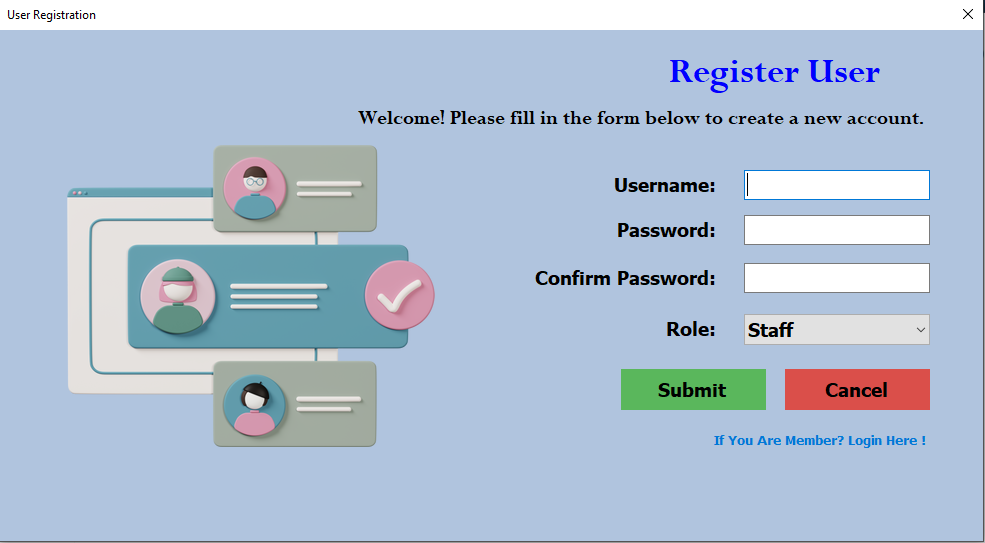 User Registration
Register User
Welcome! Please fill in the form below to create a new account.
Username:
Password:
Confirm Password:
Role: Staff
Submit Cancel
If You Are Member? Login Here !